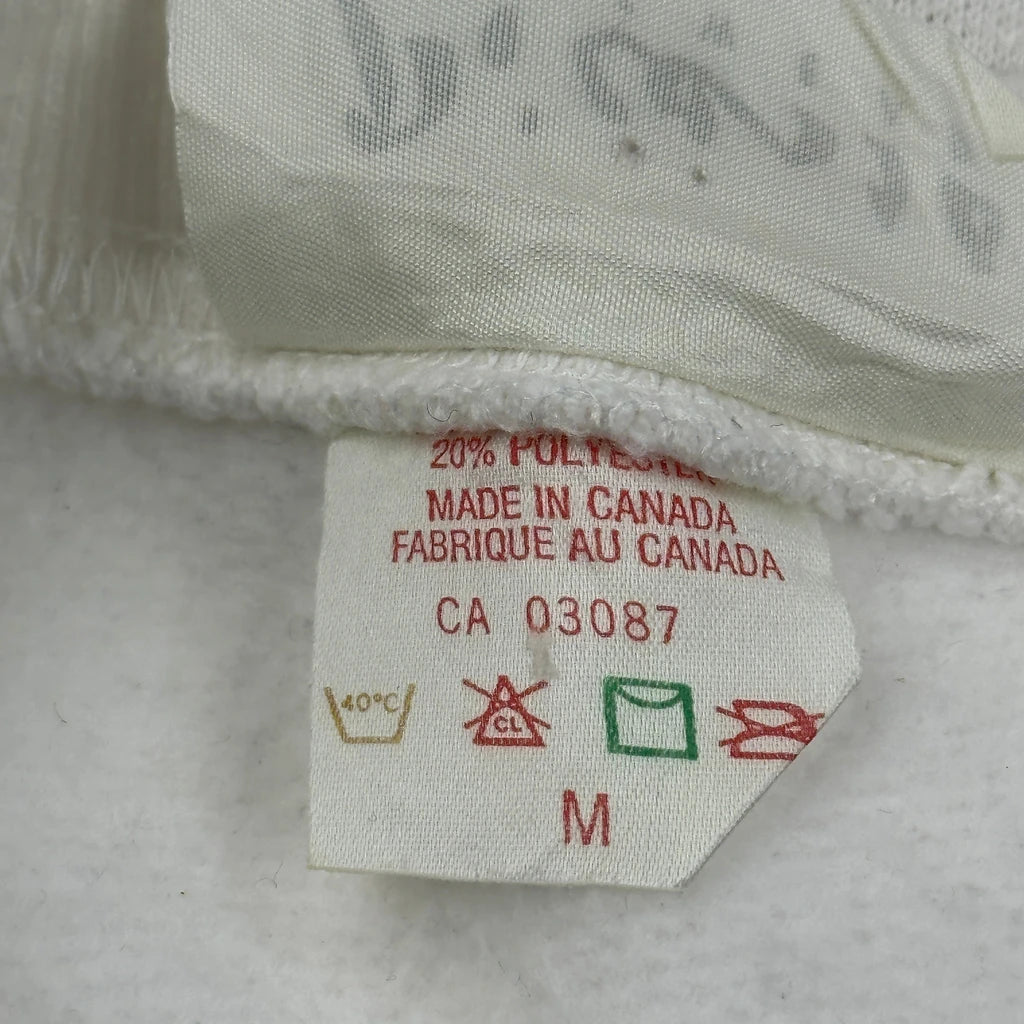 20% POLYESTER
MADE IN CANADA
FABRIQUE AU CANADA
CA 03087
40°C
CL
M